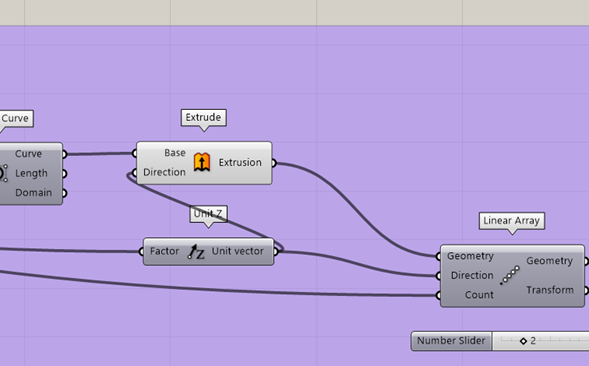 Curve
Extrude
Curve
Length
Domain
Base
Direction
Extrusion
Unit Z
Factor
Z
Unit vector
Linear Array
Geometry
Direction
Count
Geometry
Transform
Number Slider
2